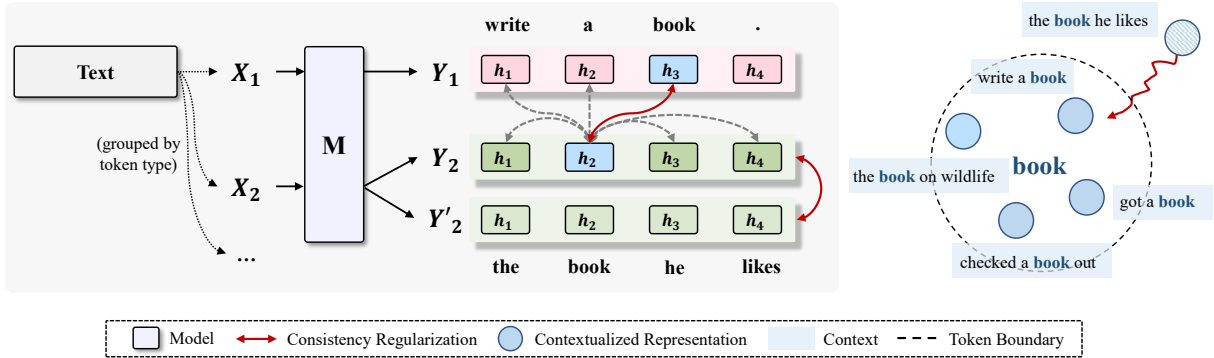 write a book .
Text
X₁
M
Y₁
h₁ h₂ h₃ h₄
(grouped by
token type)
X₂
Y₂
h₁ h₂ h₃ h₄
Y'₂
h₁ h₂ h₃ h₄
...
the book he likes
the book he likes
write a book
book
the book on wildlife
got a book
checked a book out
Model Consistency Regularization Contextualized Representation Context Token Boundary